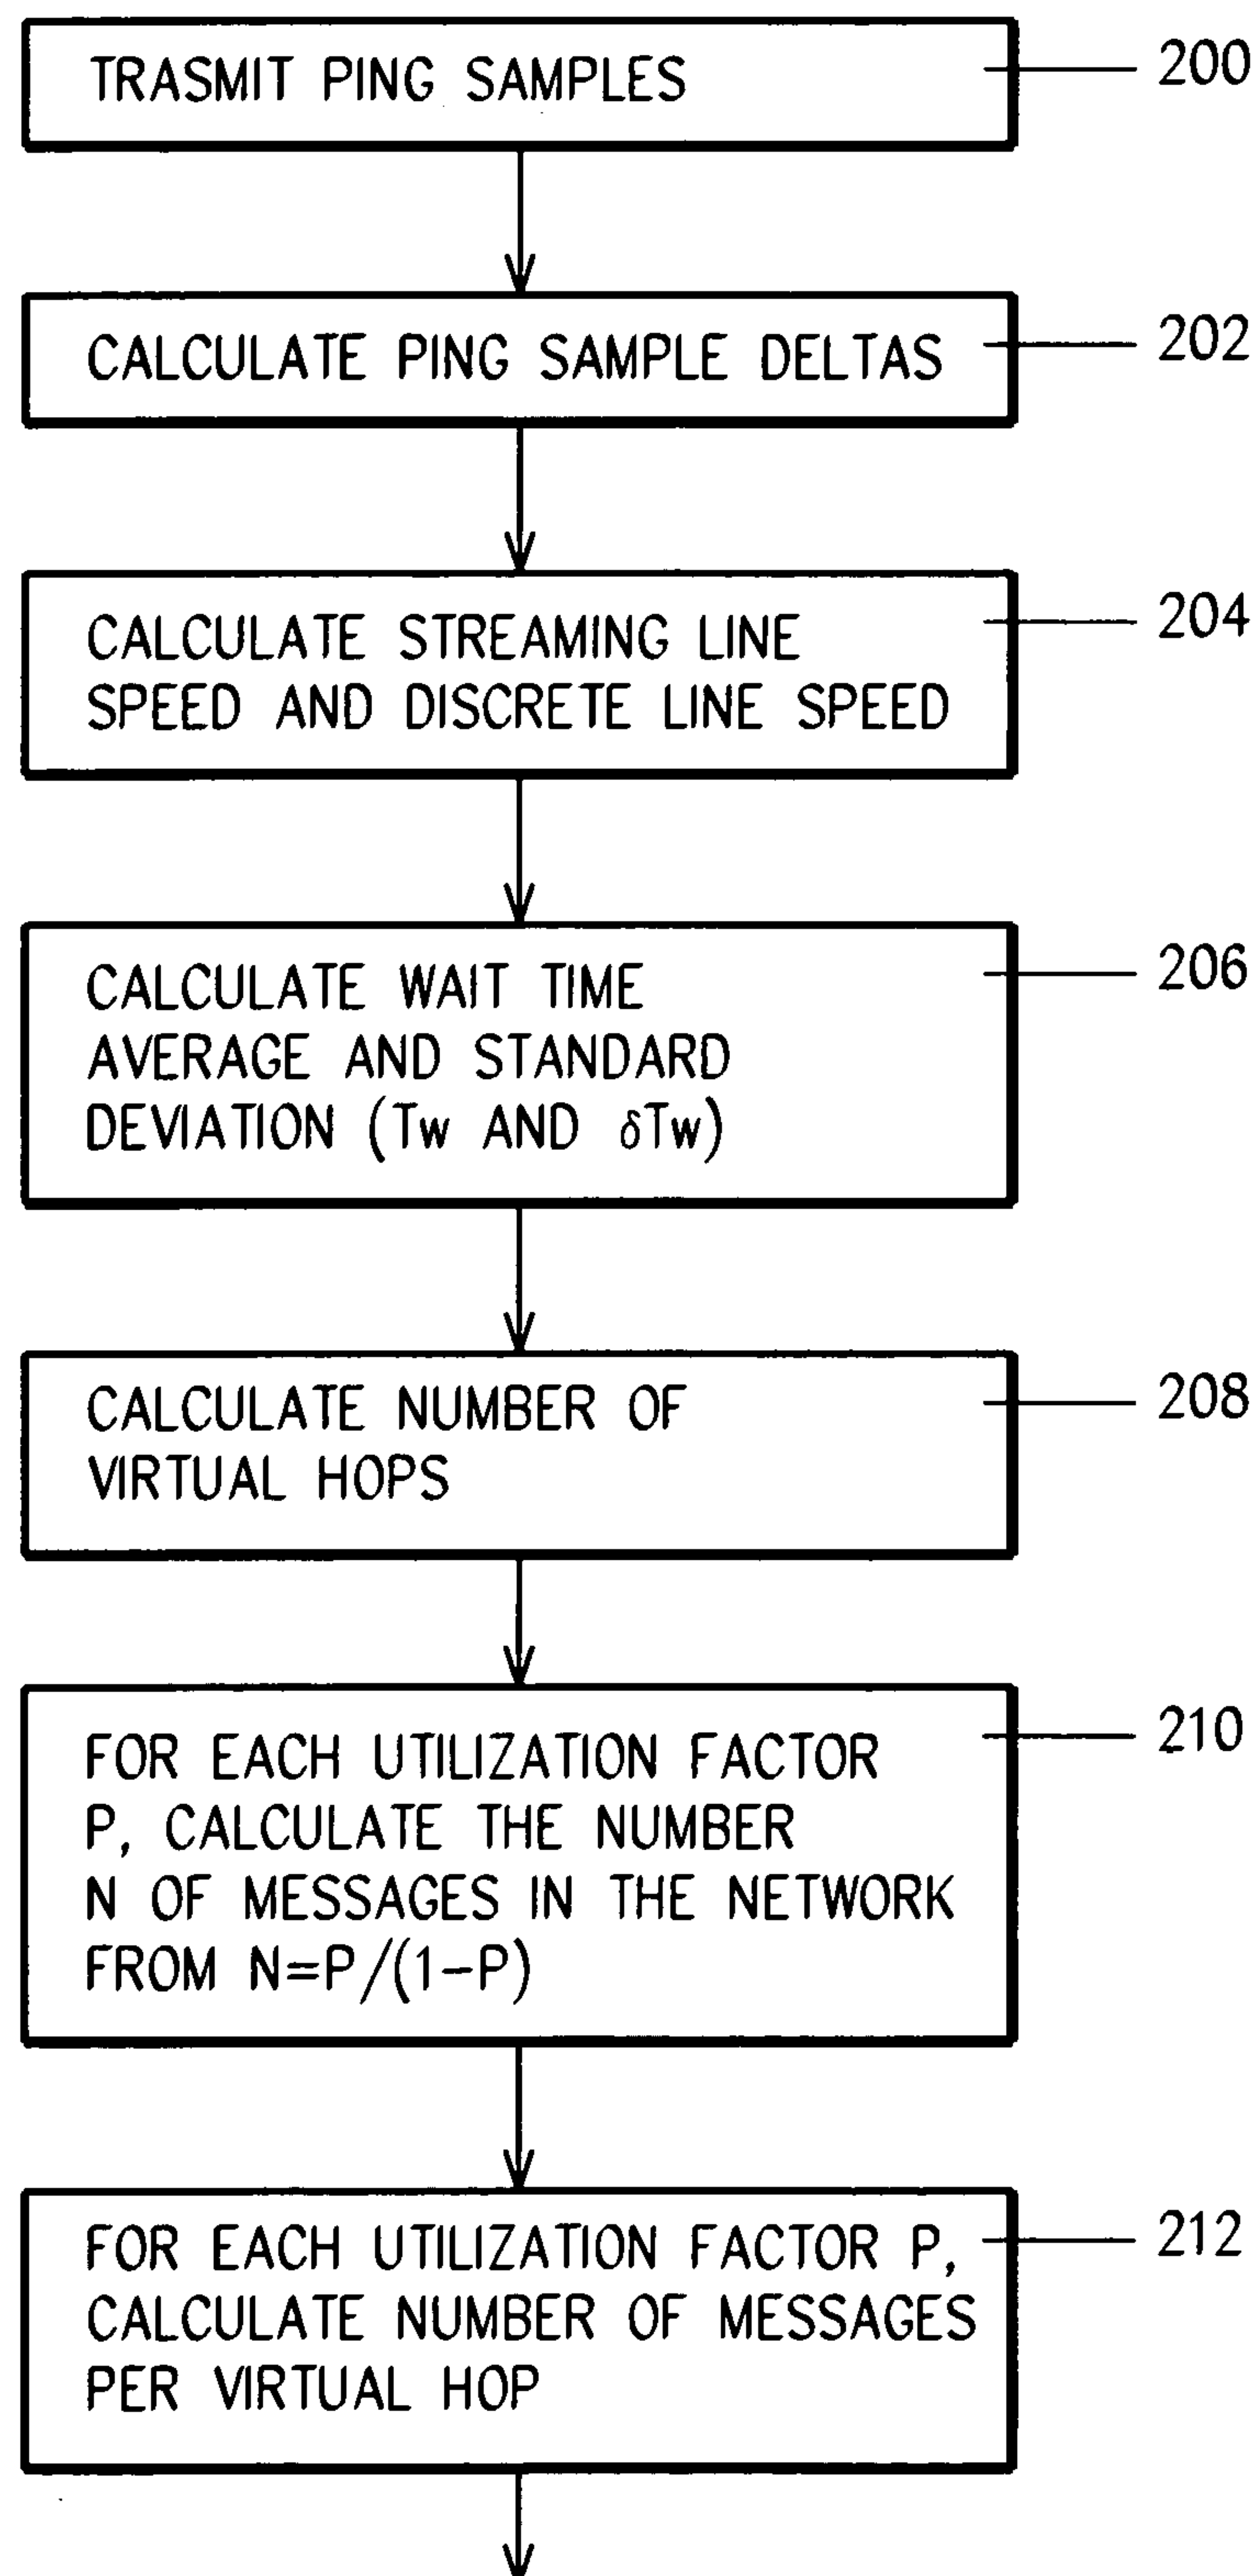 TRASMIT PING SAMPLES
200
CALCULATE PING SAMPLE DELTAS
202
CALCULATE STREAMING LINE
SPEED AND DISCRETE LINE SPEED
204
CALCULATE WAIT TIME
AVERAGE AND STANDARD
DEVIATION (Tw AND δTw)
206
CALCULATE NUMBER OF
VIRTUAL HOPS
208
FOR EACH UTILIZATION FACTOR
P, CALCULATE THE NUMBER
N OF MESSAGES IN THE NETWORK
FROM N=P/(1-P)
210
FOR EACH UTILIZATION FACTOR P,
CALCULATE NUMBER OF MESSAGES
PER VIRTUAL HOP
212